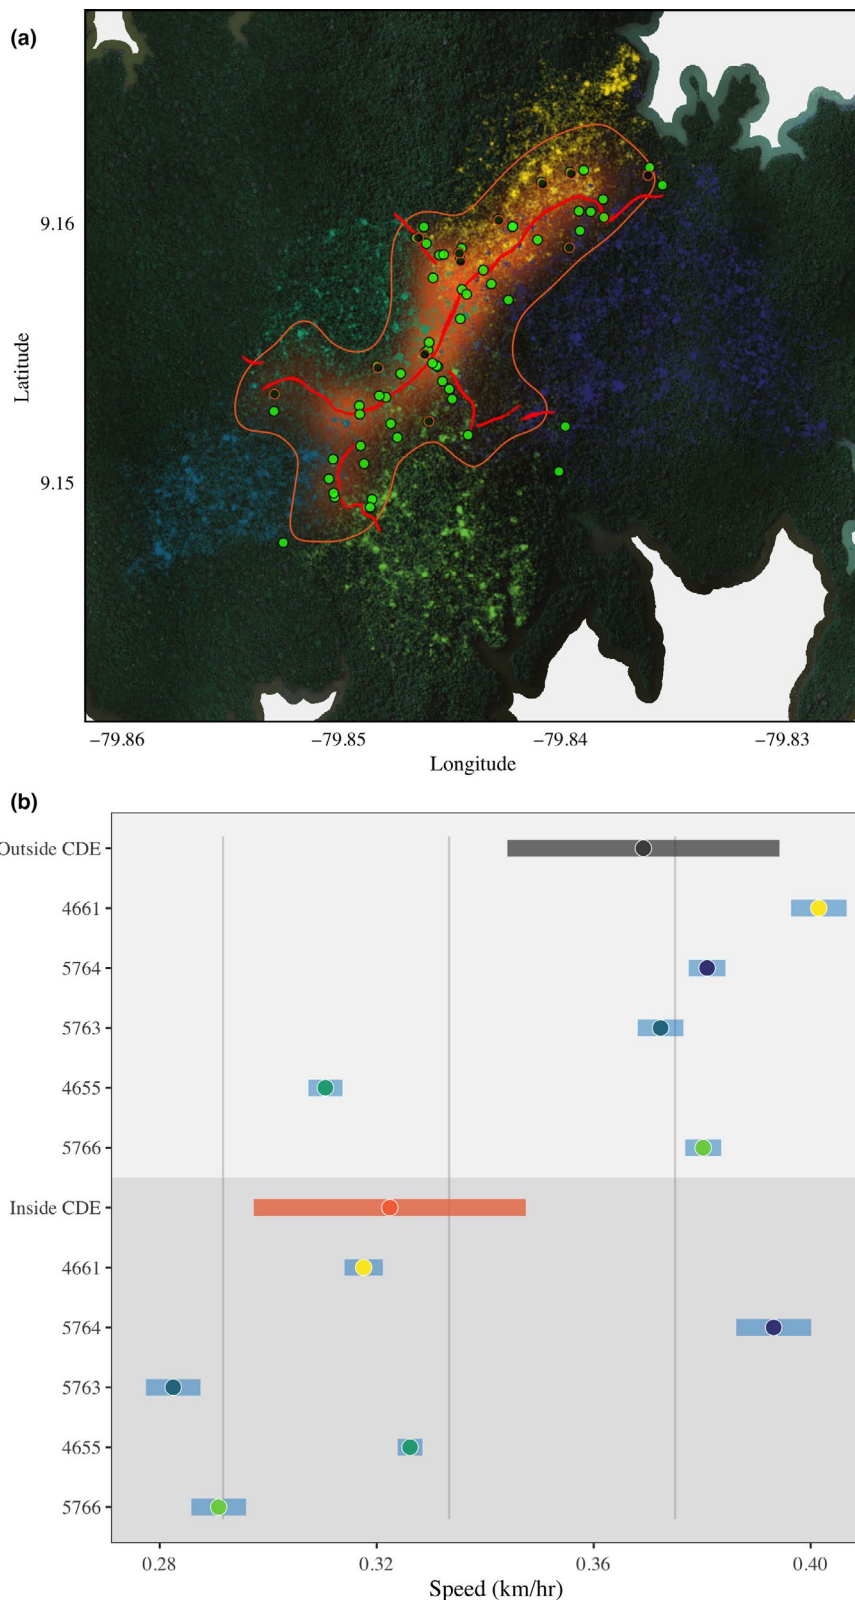 (a)
9.16
Latitude
9.15
−79.86 −79.85 −79.84 −79.83
Longitude
(b)
Outside CDE
4661
5764
5763
4655
5766
Inside CDE
4661
5764
5763
4655
5766
0.28 0.32 0.36 0.40
Speed (km/hr)